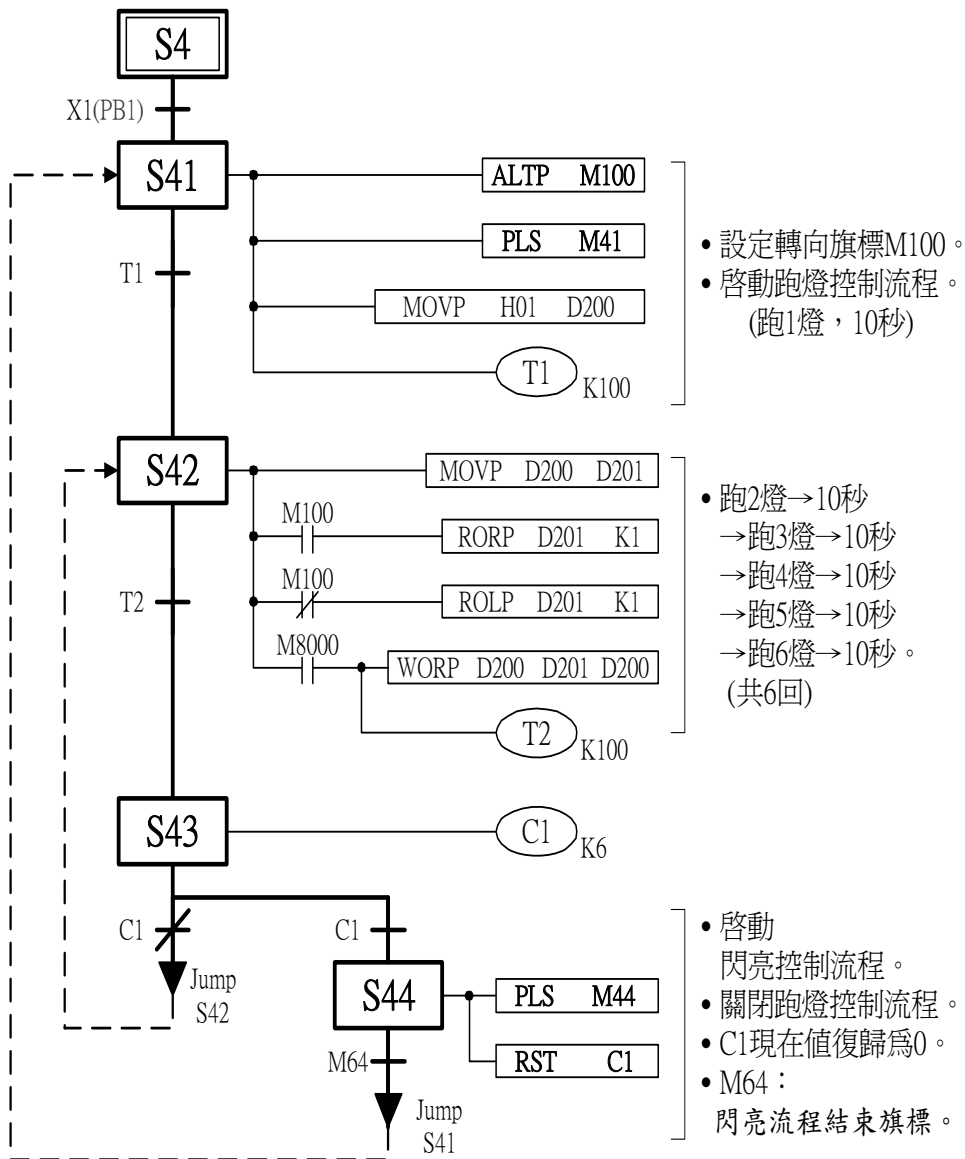 S4
X1(PB1)
S41
ALTP M100
PLS M41
MOVP H01 D200
T1 K100
T1
• 設定轉向旗標M100。
• 啓動跑燈控制流程。
(跑1燈，10秒)
S42
MOVP D200 D201
M100
RORP D201 K1
M100
ROLP D201 K1
M8000
WORP D200 D201 D200
T2 K100
T2
• 跑2燈→10秒
→跑3燈→10秒
→跑4燈→10秒
→跑5燈→10秒
→跑6燈→10秒。
(共6回)
S43
C1 K6
C1
Jump
S42
C1
S44
PLS M44
RST C1
M64
Jump
S41
• 啓動
閃亮控制流程。
• 關閉跑燈控制流程。
• C1現在值復歸爲0。
• M64：
閃亮流程結束旗標。